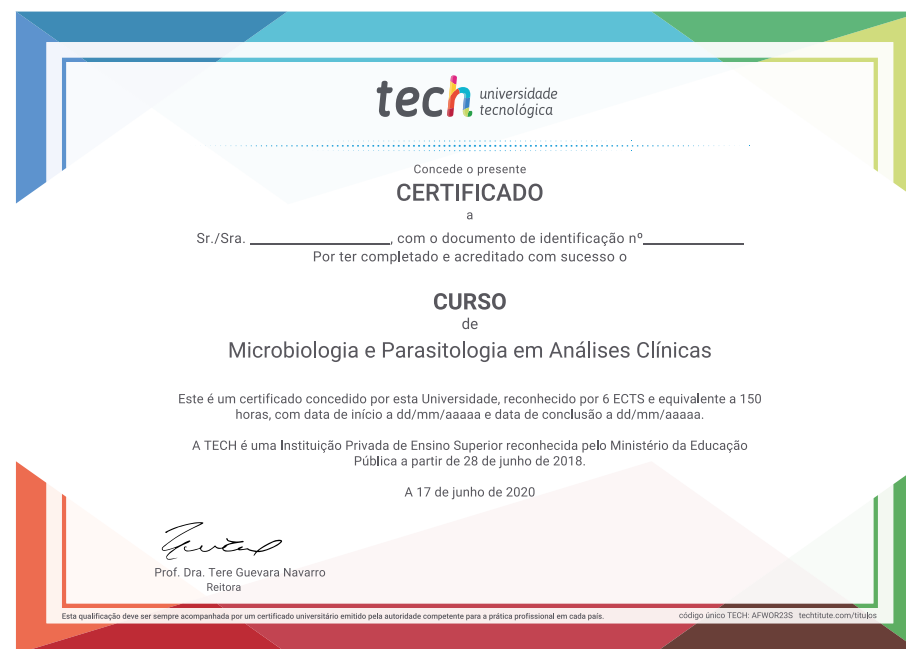 tech universidade
tecnológica
Concede o presente
CERTIFICADO
a
Sr./Sra. ____________________, com o documento de identificação nº______________
Por ter completado e acreditado com sucesso o
CURSO
de
Microbiologia e Parasitologia em Análises Clínicas
Este é um certificado concedido por esta Universidade, reconhecido por 6 ECTS e equivalente a 150
horas, com data de início a dd/mm/aaaaa e data de conclusão a dd/mm/aaaaa.
A TECH é uma Instituição Privada de Ensino Superior reconhecida pelo Ministério da Educação
Pública a partir de 28 de junho de 2018.
A 17 de junho de 2020
Prof. Dra. Tere Guevara Navarro
Reitora
Esta qualificação deve ser sempre acompanhada por um certificado universitário emitido pela autoridade competente para a prática profissional em cada país.
código único TECH: AFWOR23S techtitute.com/titulos